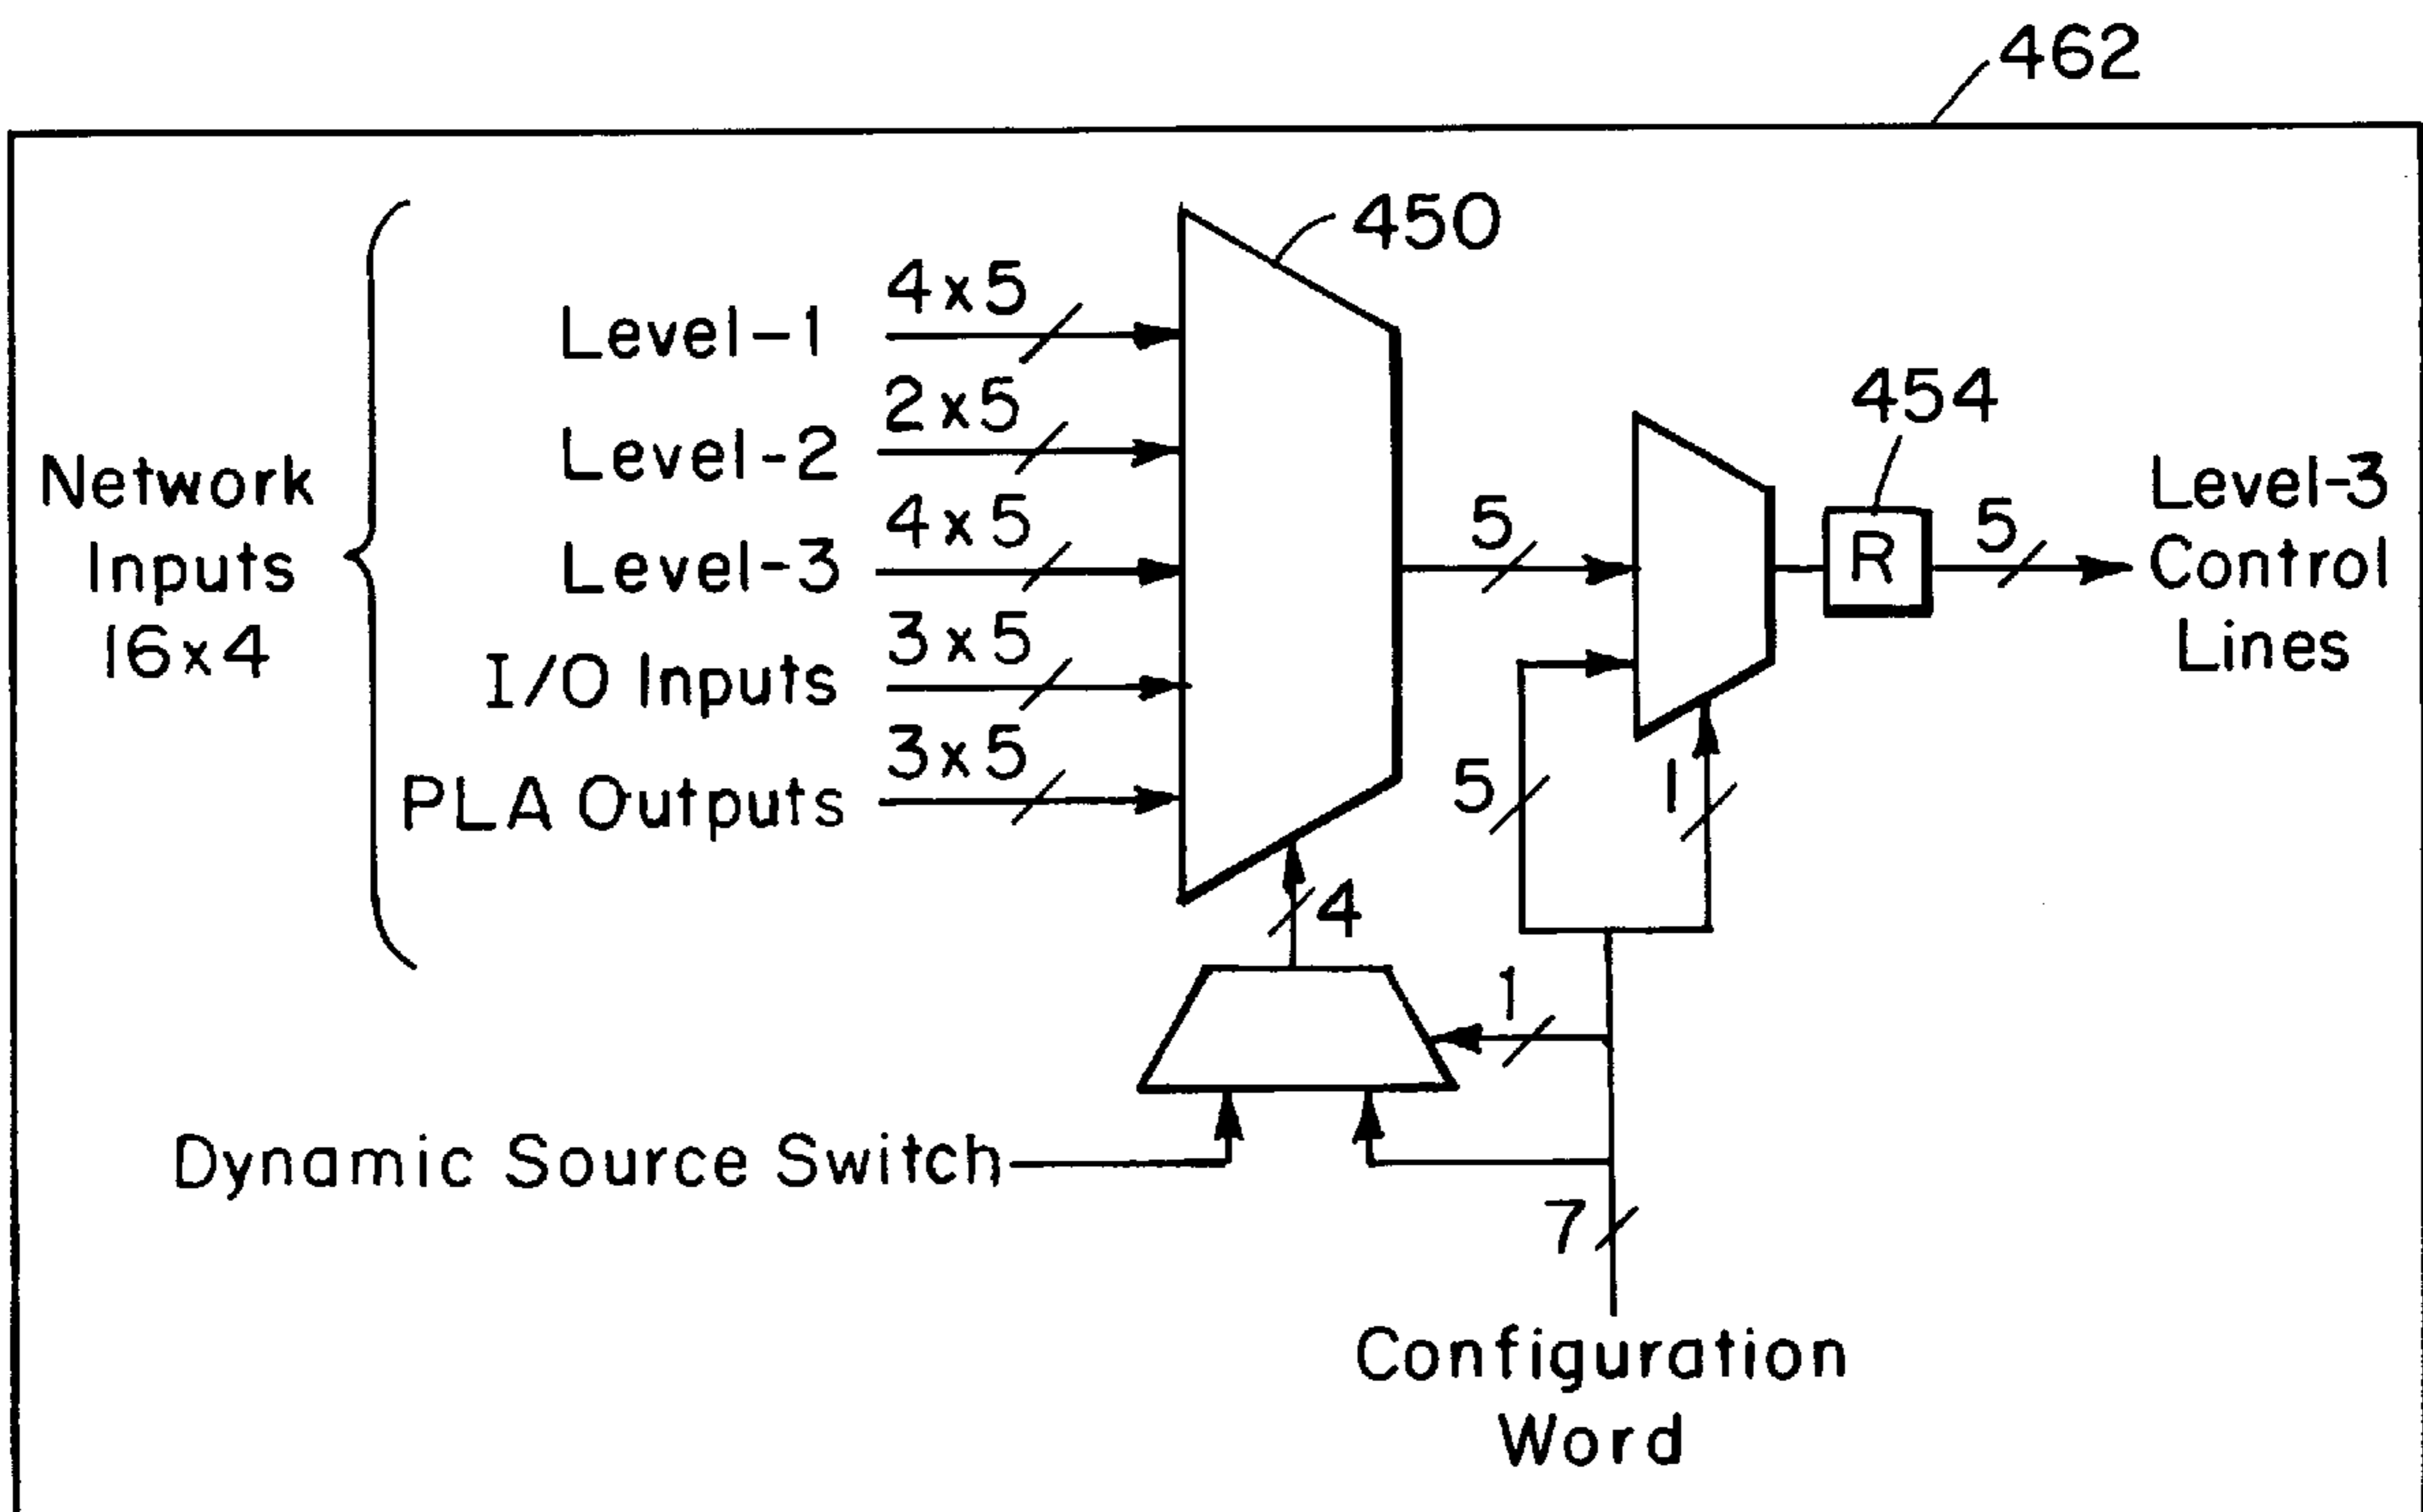 462
450
Network
Inputs
16x4
Level-1
4x5
Level-2
2x5
Level-3
4x5
I/O Inputs
3x5
PLA Outputs
3x5
5
454
R
5
Level-3
Control
Lines
5
1
4
1
Dynamic Source Switch
7
Configuration
Word